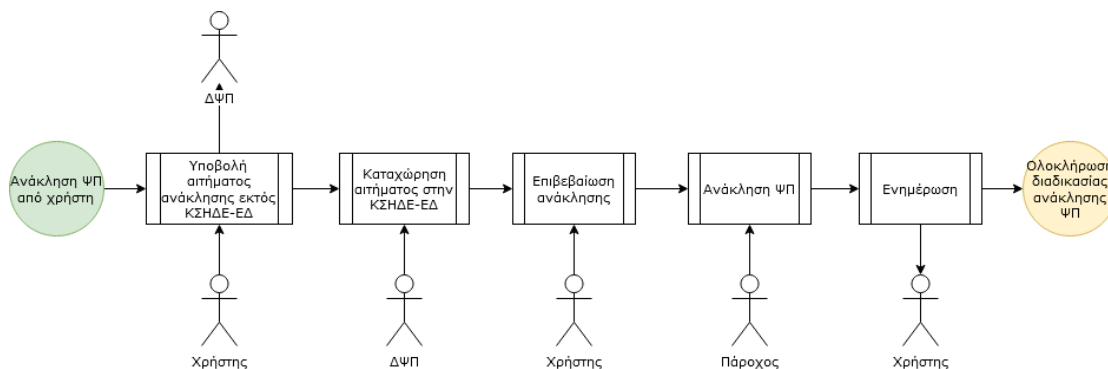 ΔΨΠ
Ανάκληση ΨΠ
από χρήστη
Υποβολή
αιτήματος
ανάκλησης εκτός
ΚΣΗΔΕ-ΕΔ
Καταχώρηση
αιτήματος στην
ΚΣΗΔΕ-ΕΔ
Επιβεβαίωση
ανάκλησης
Ανάκληση ΨΠ
Ενημέρωση
Ολοκλήρωση
διαδικασίας
ανάκλησης
ΨΠ
Χρήστης
ΔΨΠ
Χρήστης
Πάροχος
Χρήστης